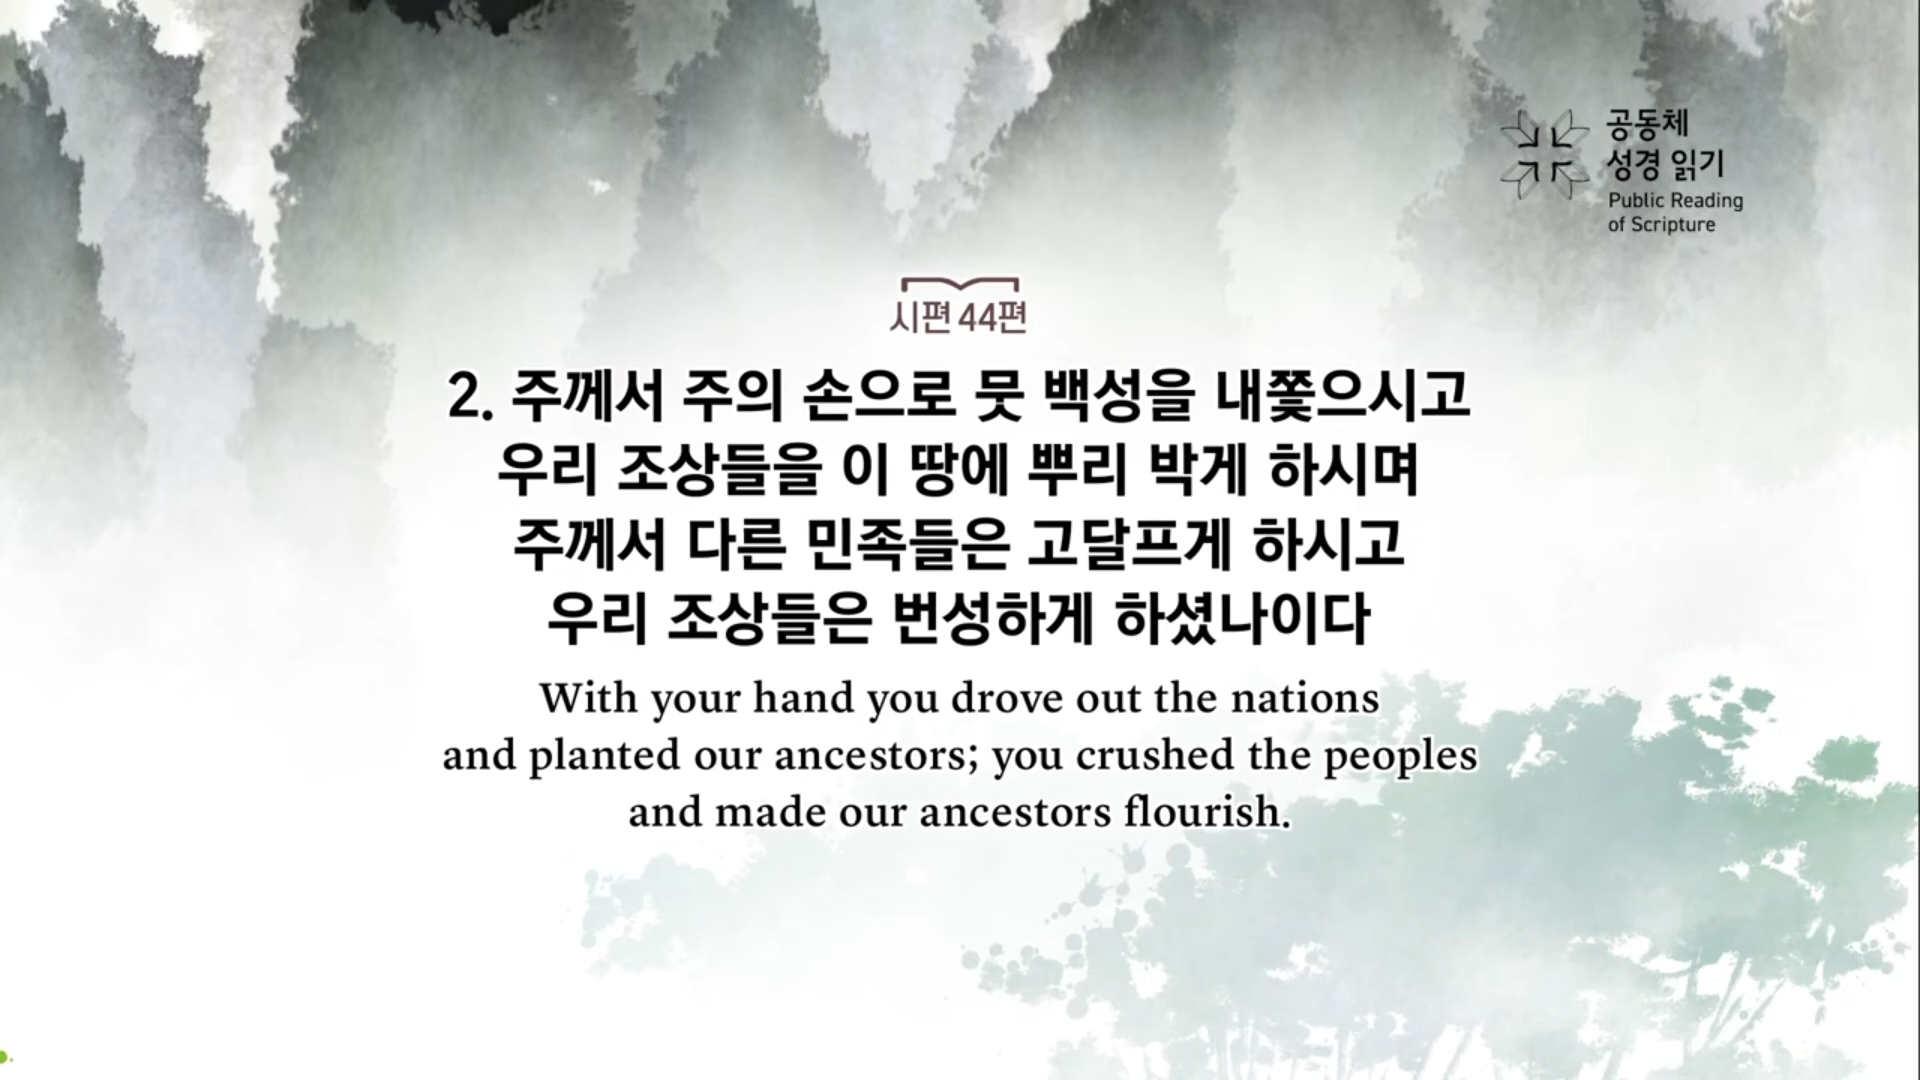 공동체
성경 읽기
Public Reading
of Scripture
시편 44편
2. 주께서 주의 손으로 뭇 백성을 내쫓으시고
우리 조상들을 이 땅에 뿌리 박게 하시며
주께서 다른 민족들은 고달프게 하시고
우리 조상들은 번성하게 하셨나이다
With your hand you drove out the nations
and planted our ancestors; you crushed the peoples
and made our ancestors flourish.